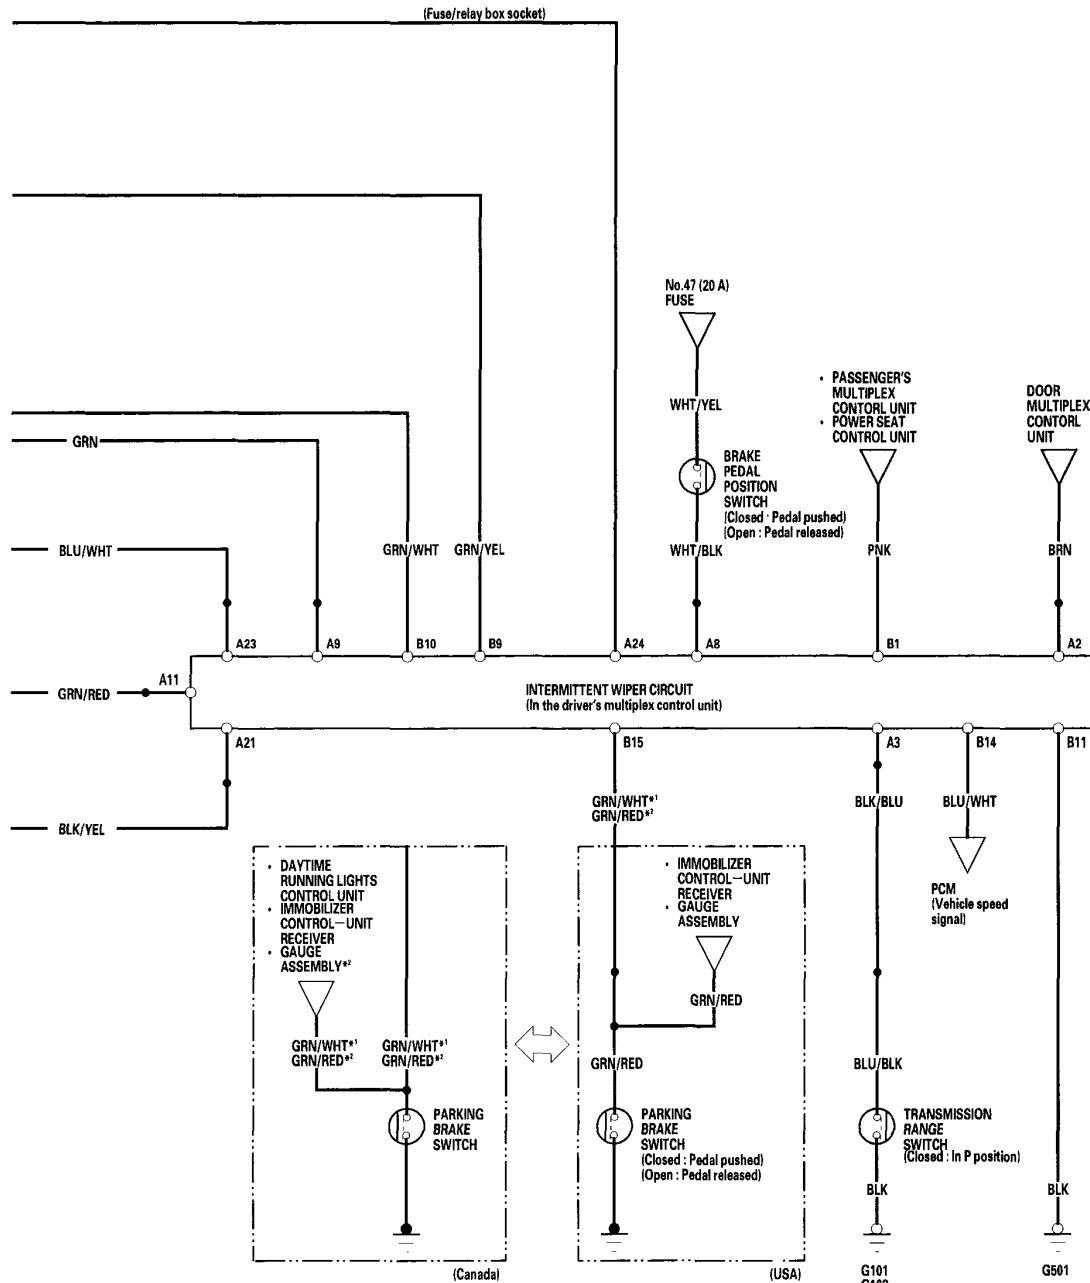 (Fuse/relay box socket)
No.47 (20 A)
FUSE
• PASSENGER'S
MULTIPLEX
CONTORL UNIT
• POWER SEAT
CONTROL UNIT
DOOR
MULTIPLEX
CONTORL
UNIT
WHT/YEL
GRN
BRAKE
PEDAL
POSITION
SWITCH
(Closed : Pedal pushed)
(Open : Pedal released)
BLU/WHT
GRN/WHT
GRN/YEL
WHT/BLK
PNK
BRN
A23
A9
B10
B9
A24
A8
B1
A2
A11
GRN/RED
INTERMITTENT WIPER CIRCUIT
(In the driver's multiplex control unit)
A21
B15
A3
B14
B11
GRN/WHT*1
GRN/RED*2
BLK/BLU
BLU/WHT
BLK/YEL
• DAYTIME
RUNNING LIGHTS
CONTROL UNIT
• IMMOBILIZER
CONTROL-UNIT
RECEIVER
• GAUGE
ASSEMBLY*2
• IMMOBILIZER
CONTROL-UNIT
RECEIVER
• GAUGE
ASSEMBLY
PCM
(Vehicle speed
signal)
GRN/RED
GRN/WHT*1
GRN/RED*2
GRN/WHT*1
GRN/RED*2
GRN/RED
BLU/BLK
PARKING
BRAKE
SWITCH
PARKING
BRAKE
SWITCH
(Closed : Pedal pushed)
(Open : Pedal released)
TRANSMISSION
RANGE
SWITCH
(Closed : In P position)
BLK
BLK
(Canada)
(USA)
G101
G501